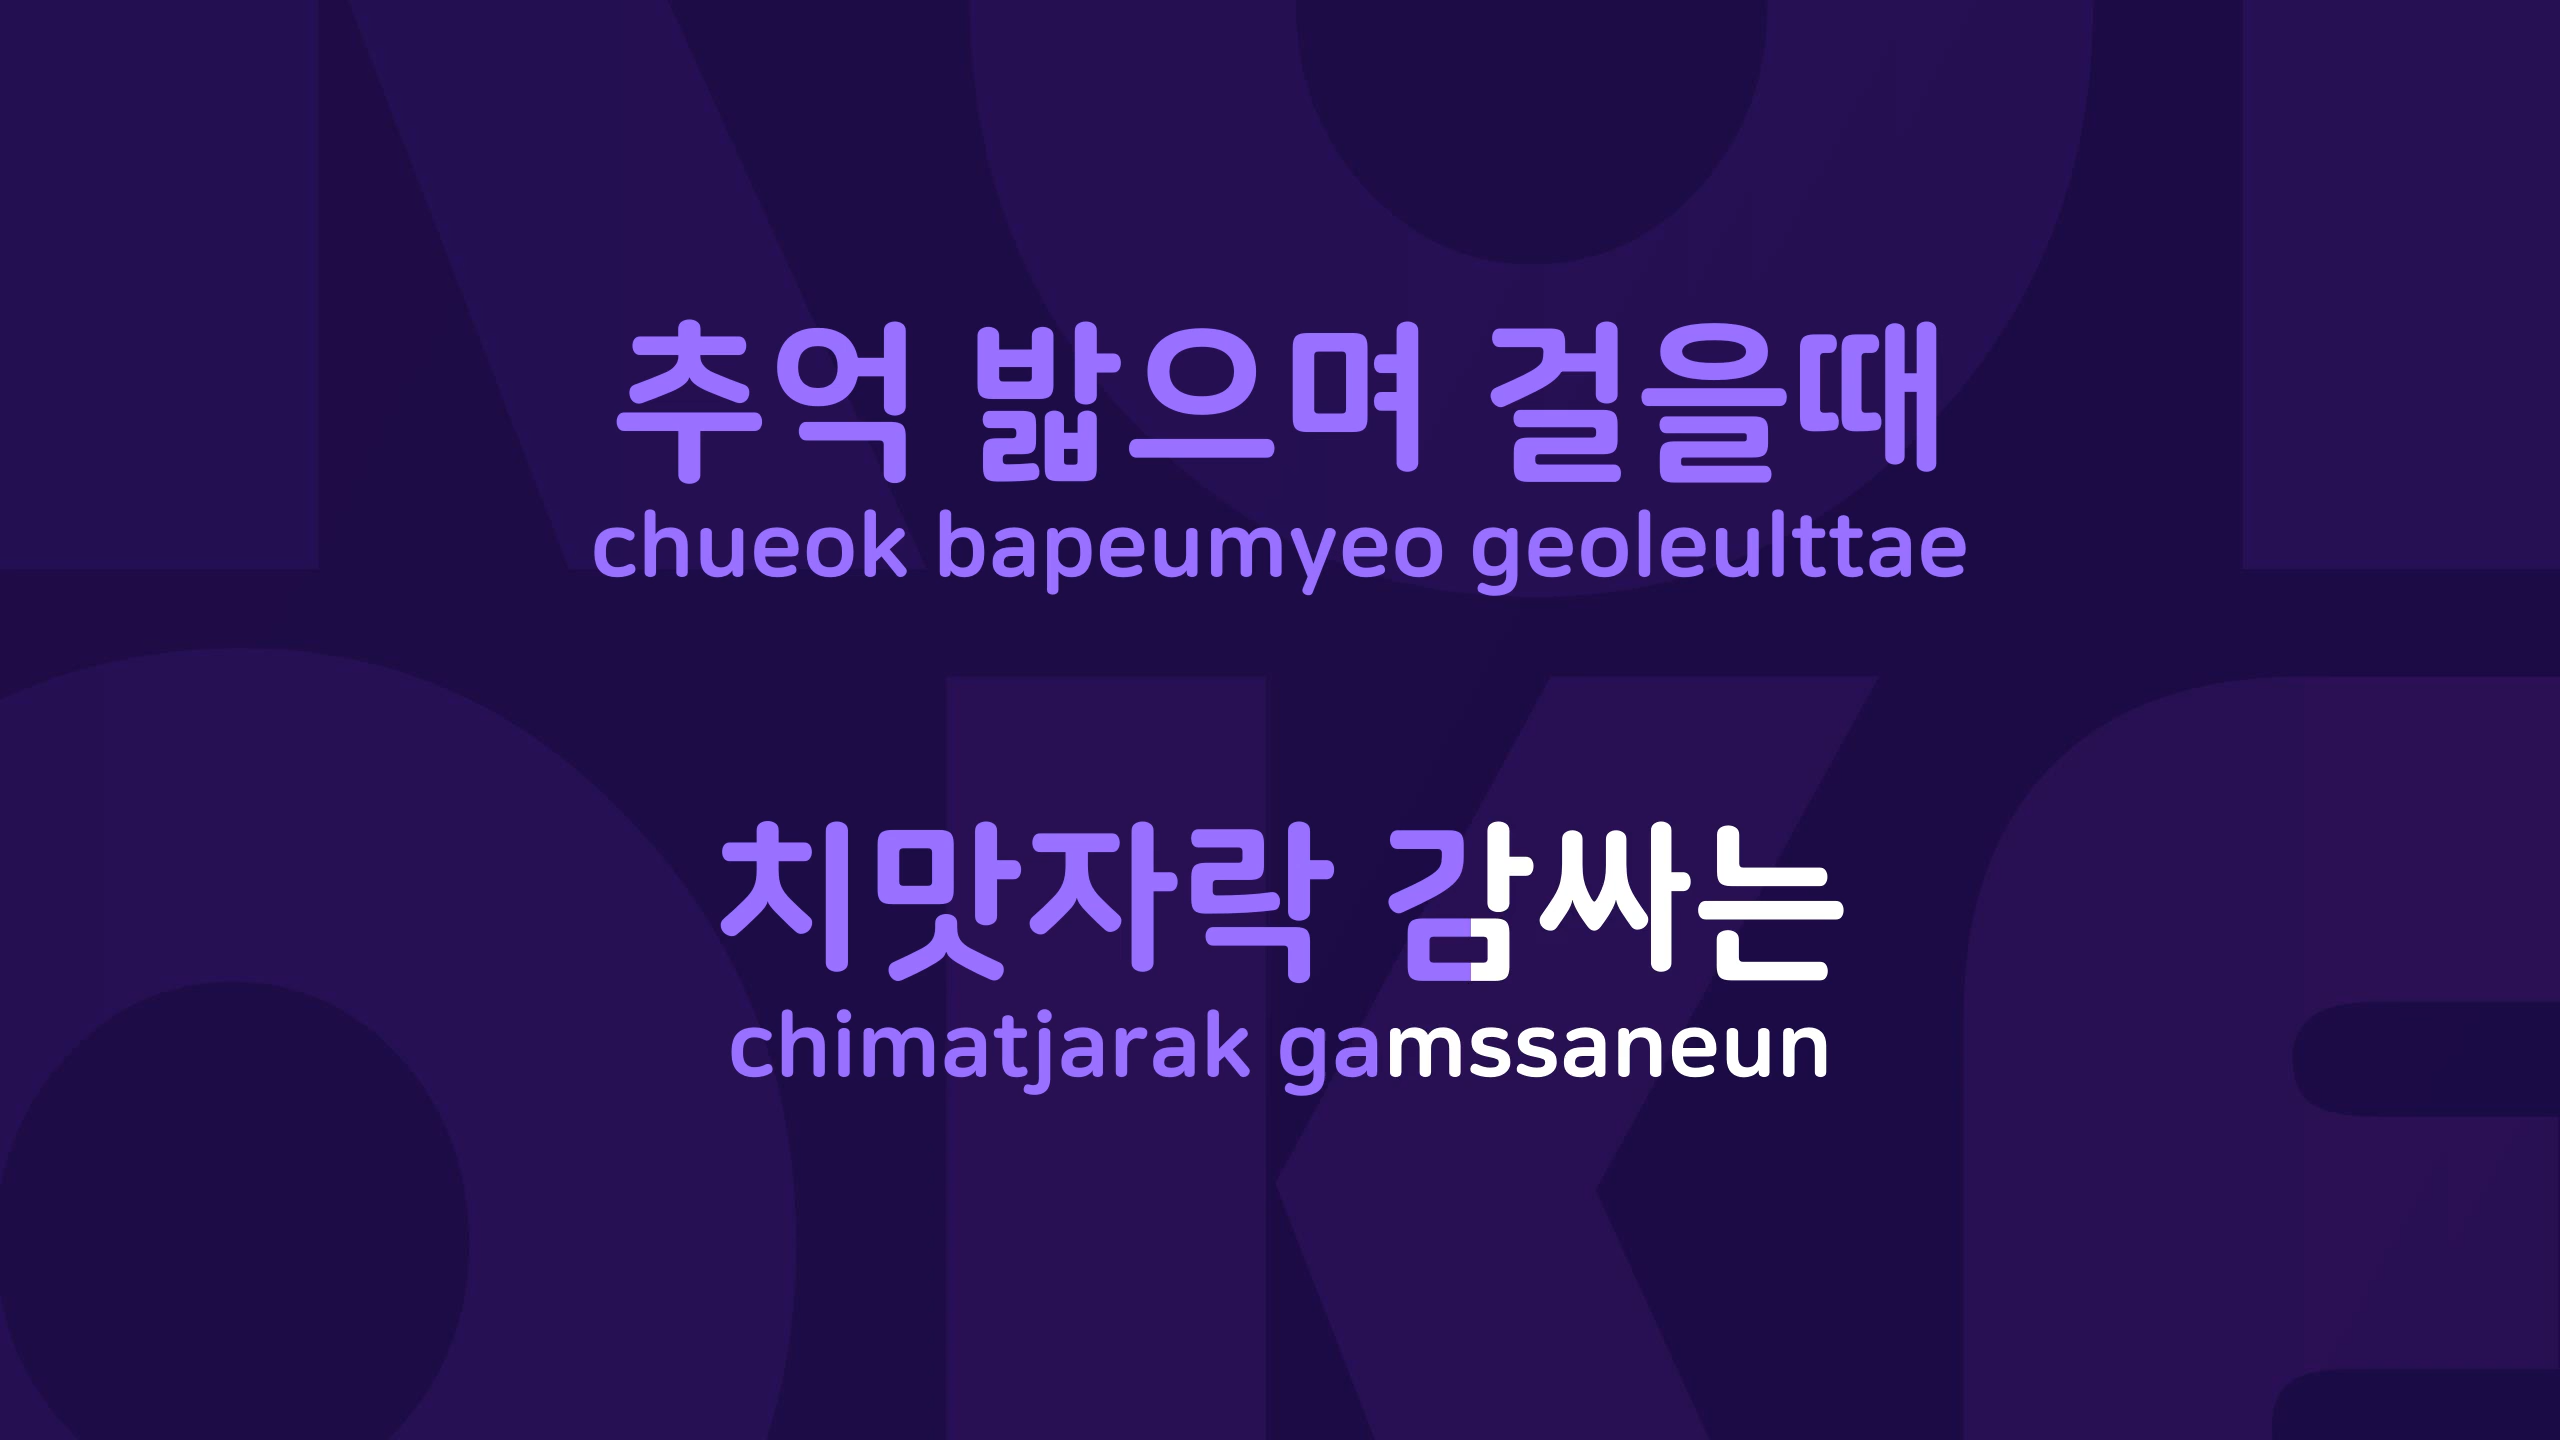 추억 밟으며 걸을때
chueok bapeumyeo geoleulttae
치맛자락 감싸는
chimatjarak gamssaneun